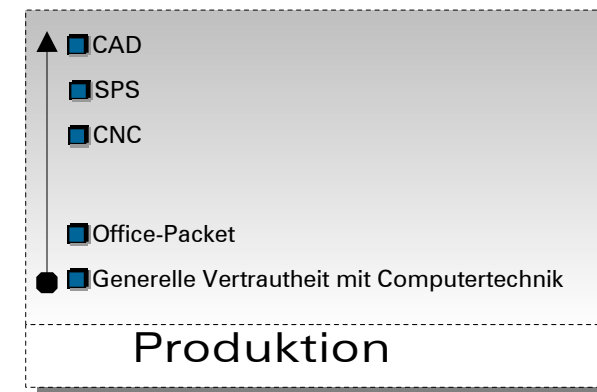 CAD
SPS
CNC
Office-Packet
Generelle Vertrautheit mit Computertechnik
Produktion